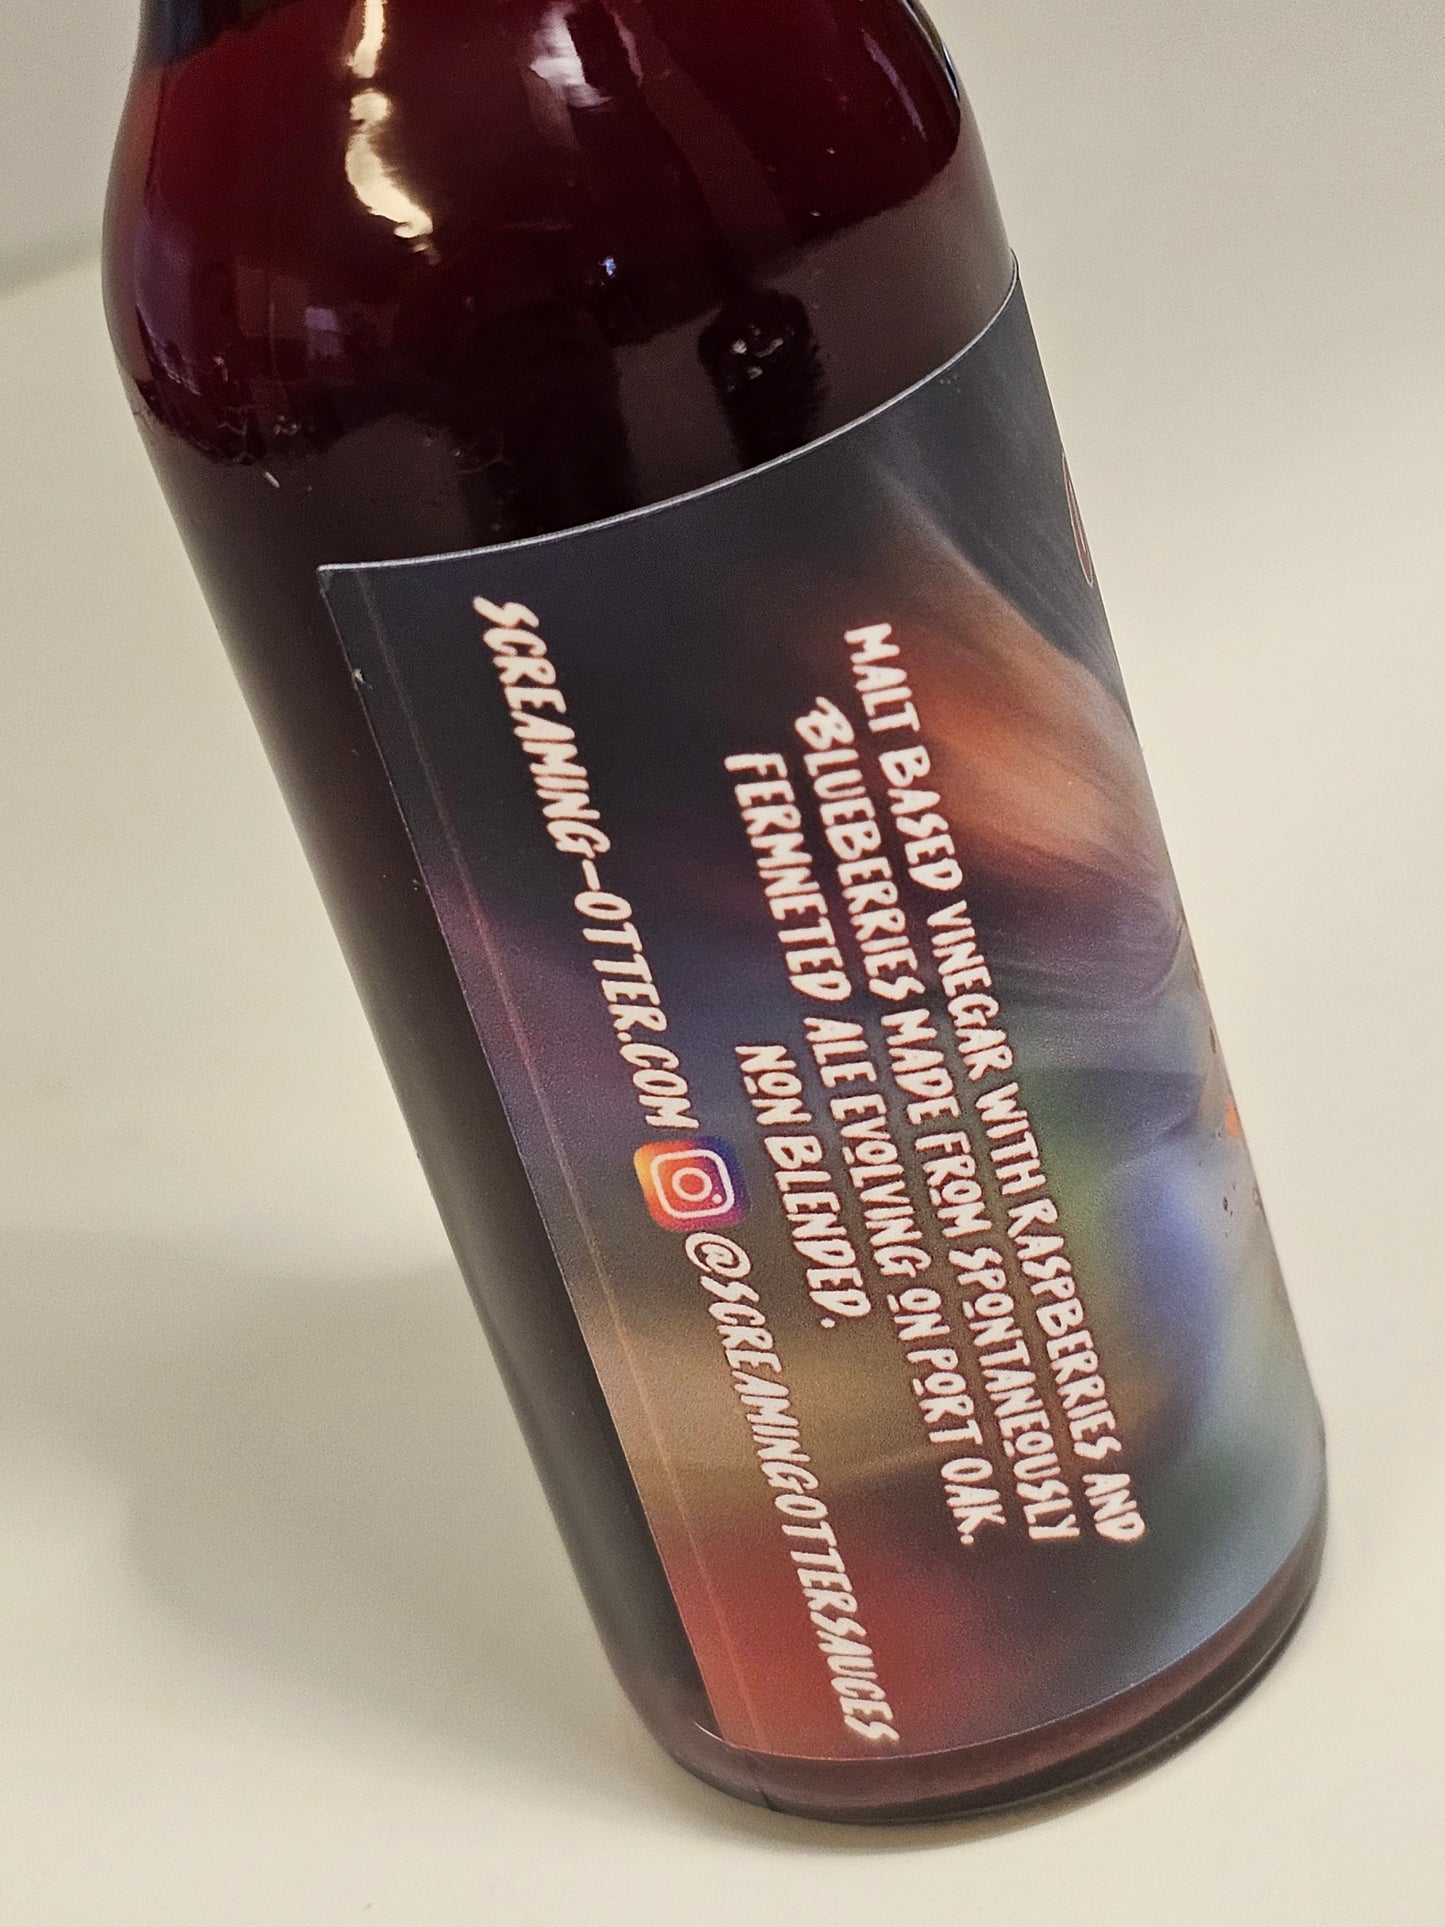 MALT BASED VINEGAR WITH RASPBERRIES AND
BLUEBERRIES MADE FROM SPONTANEOUSLY
FERMNETED ALE EVOLVING ON PORT OAK.
NON BLENDED.
SCREAMING-OTTER.COM @SCREAMINGOTTERSAUCES